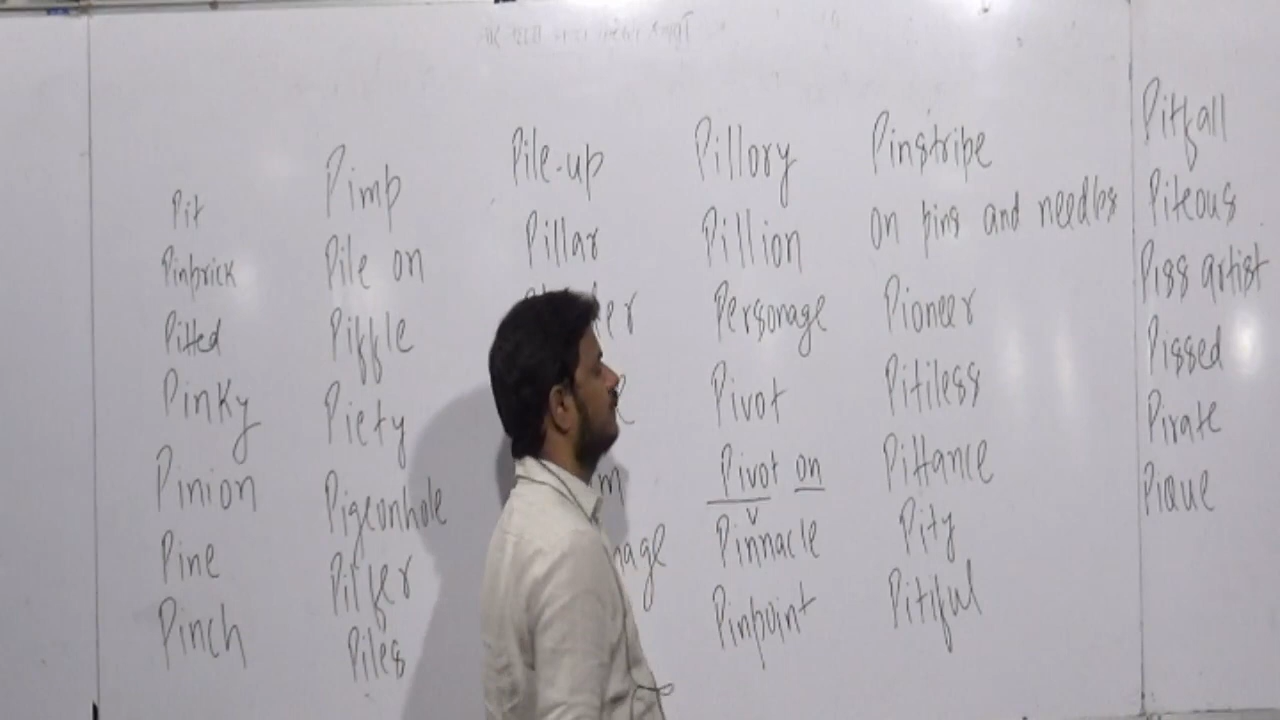 Pit
Pinprick
Pitted
Pinky
Pinion
Pine
Pinch
Pimp
Pile on
Piffle
Piety
Pigeonhole
Pilfer
Piles
Pile-up
Pillar
Pillory
Pillion
Personage
Pivot
Pivot on
Pinnacle
Pinpoint
Pinstripe
on pins and needles
Pioneer
Pitiless
Pittance
Pity
Pitiful
Pitfall
Piteous
Piss artist
Pissed
Pirate
Pique